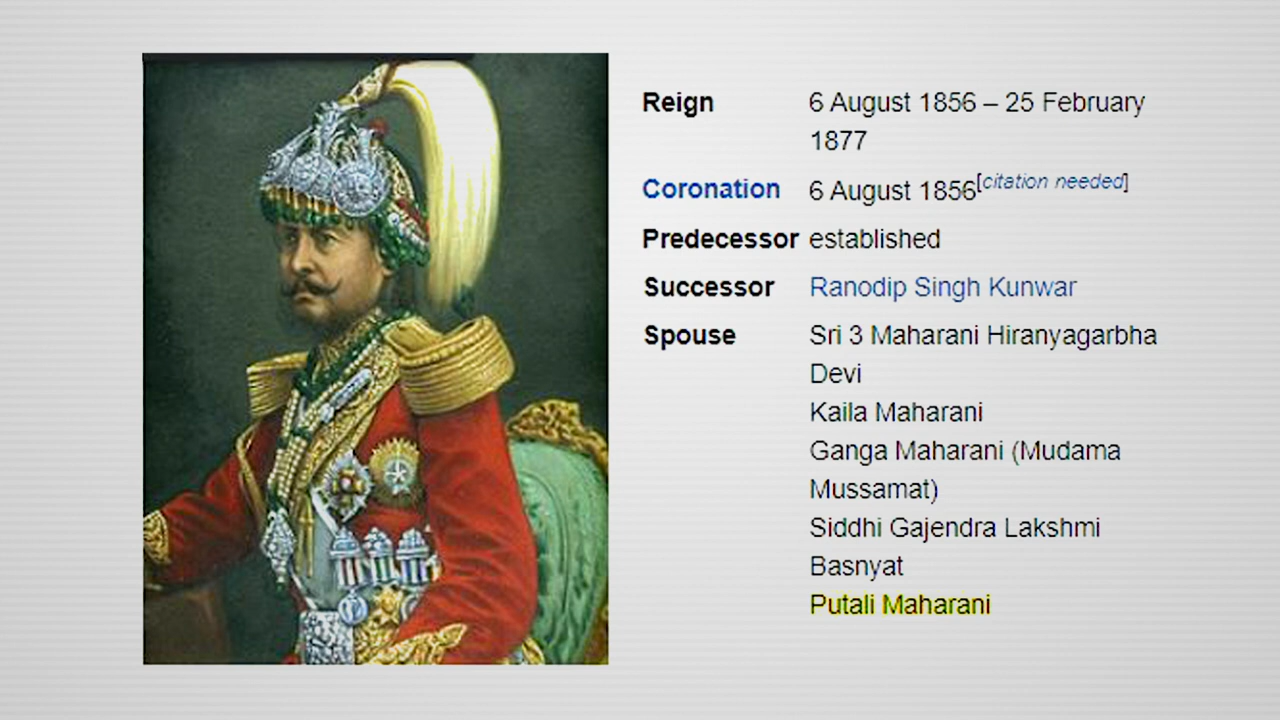 Reign 6 August 1856 – 25 February
1877
Coronation 6 August 1856[citation needed]
Predecessor established
Successor Ranodip Singh Kunwar
Spouse Sri 3 Maharani Hiranyagarbha
Devi
Kaila Maharani
Ganga Maharani (Mudama
Mussamat)
Siddhi Gajendra Lakshmi
Basnyat
Putali Maharani